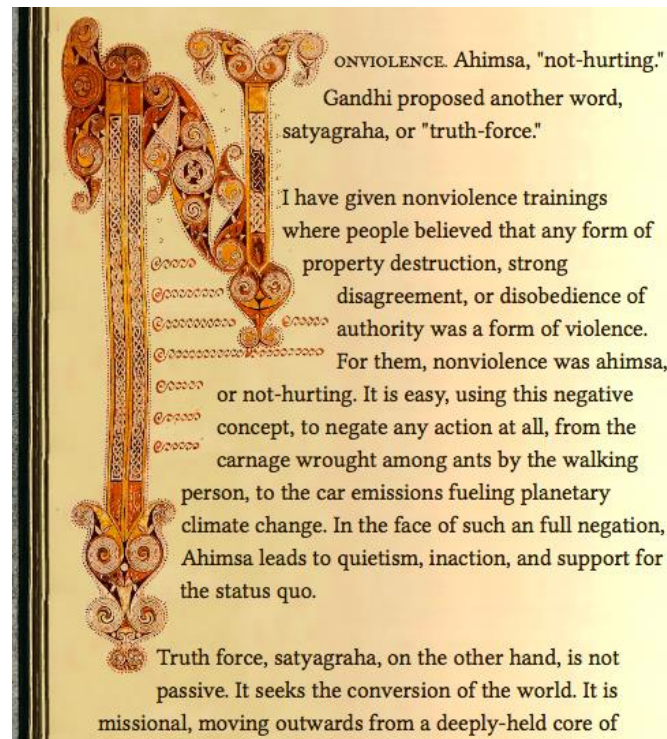 NONVIOLENCE. Ahimsa, "not-hurting."
Gandhi proposed another word,
satyagraha, or "truth-force."
I have given nonviolence trainings
where people believed that any form of
property destruction, strong
disagreement, or disobedience of
authority was a form of violence.
For them, nonviolence was ahimsa,
or not-hurting. It is easy, using this negative
concept, to negate any action at all, from the
carnage wrought among ants by the walking
person, to the car emissions fueling planetary
climate change. In the face of such an full negation,
Ahimsa leads to quietism, inaction, and support for
the status quo.
Truth force, satyagraha, on the other hand, is not
passive. It seeks the conversion of the world. It is
missional, moving outwards from a deeply-held core of